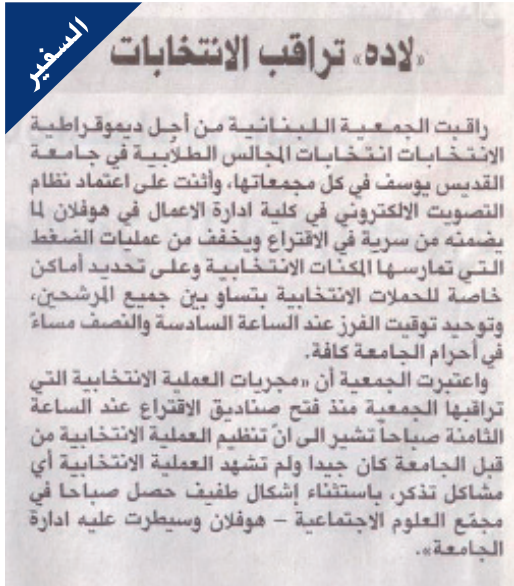 السفير
«لاده» تراقب الانتخابات
راقبت الجمعية اللبنانية من أجل ديموقراطية
الانتخابات انتخابات المجالس الطلابية في جامعة
القديس يوسف في كل مجمعاتها، وأثنت على اعتماد نظام
التصويت الالكتروني في كلية ادارة الاعمال في هوفلان لما
يضمنه من سرية في الاقتراع ويخفف من عمليات الضغط
التي تمارسها المكنات الانتخابية وعلى تحديد أماكن
خاصة للحملات الانتخابية بتساو بين جميع المرشحين،
وتوحيد توقيت الفرز عند الساعة السادسة والنصف مساءً
في أحرام الجامعة كافة.
واعتبرت الجمعية أن «مجريات العملية الانتخابية التي
تراقبها الجمعية منذ فتح صناديق الاقتراع عند الساعة
الثامنة صباحاً تشير الى انّ تنظيم العملية الانتخابية من
قبل الجامعة كان جيدا ولم تشهد العملية الانتخابية أي
مشاكل تذكر، باستثناء إشكال طفيف حصل صباحا في
مجمّع العلوم الاجتماعية – هوفلان وسيطرت عليه ادارة
الجامعة».